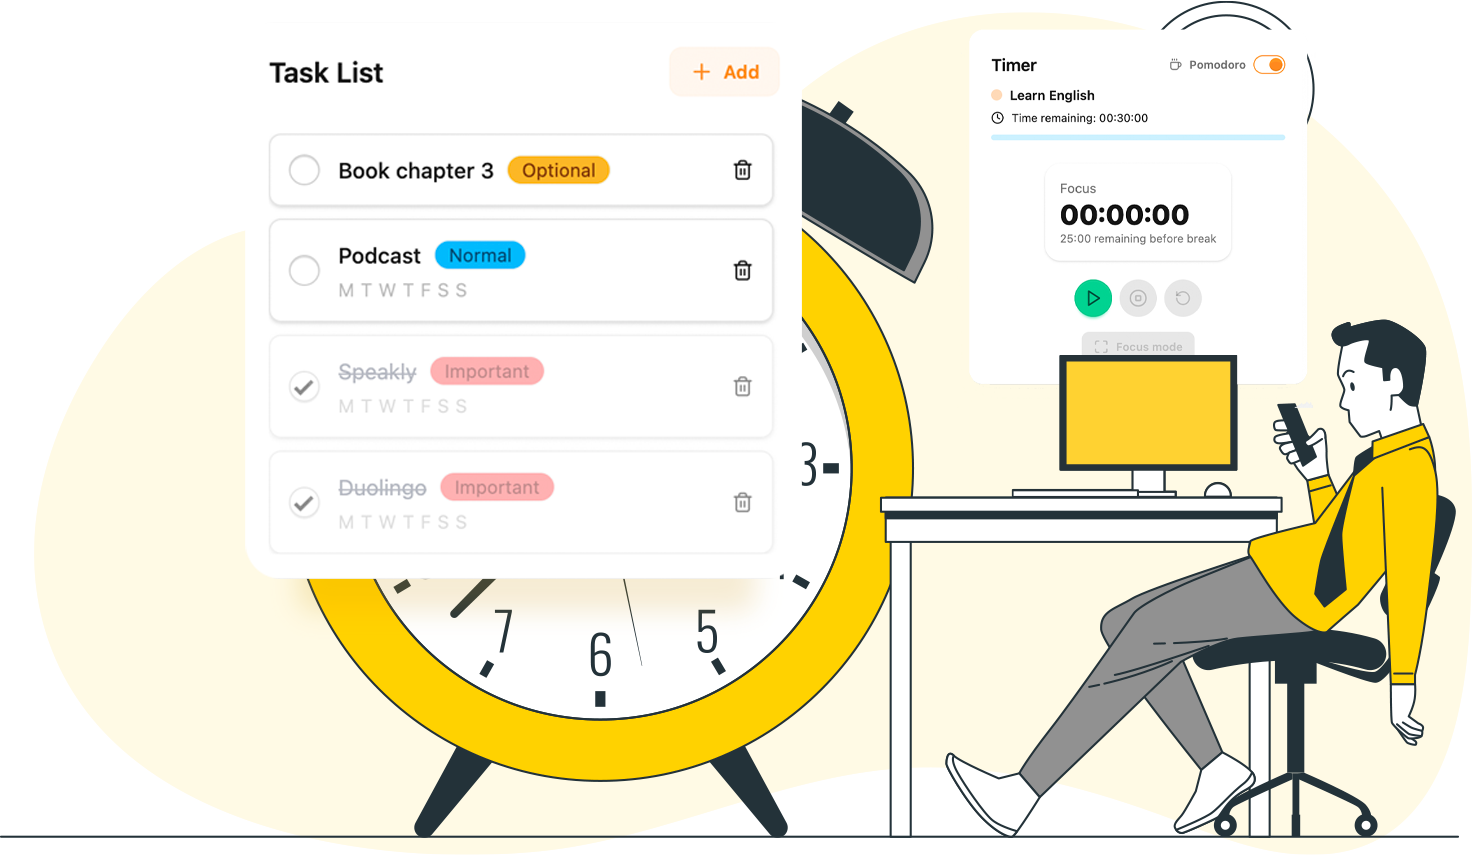 Task List
+ Add
Book chapter 3 Optional
Podcast Normal
M T W T F S S
Speakly Important
M T W T F S S
Duolingo Important
M T W T F S S
Timer
Pomodoro
Learn English
Time remaining: 00:30:00
Focus
00:00:00
25:00 remaining before break
Focus mode
3
5
6
7